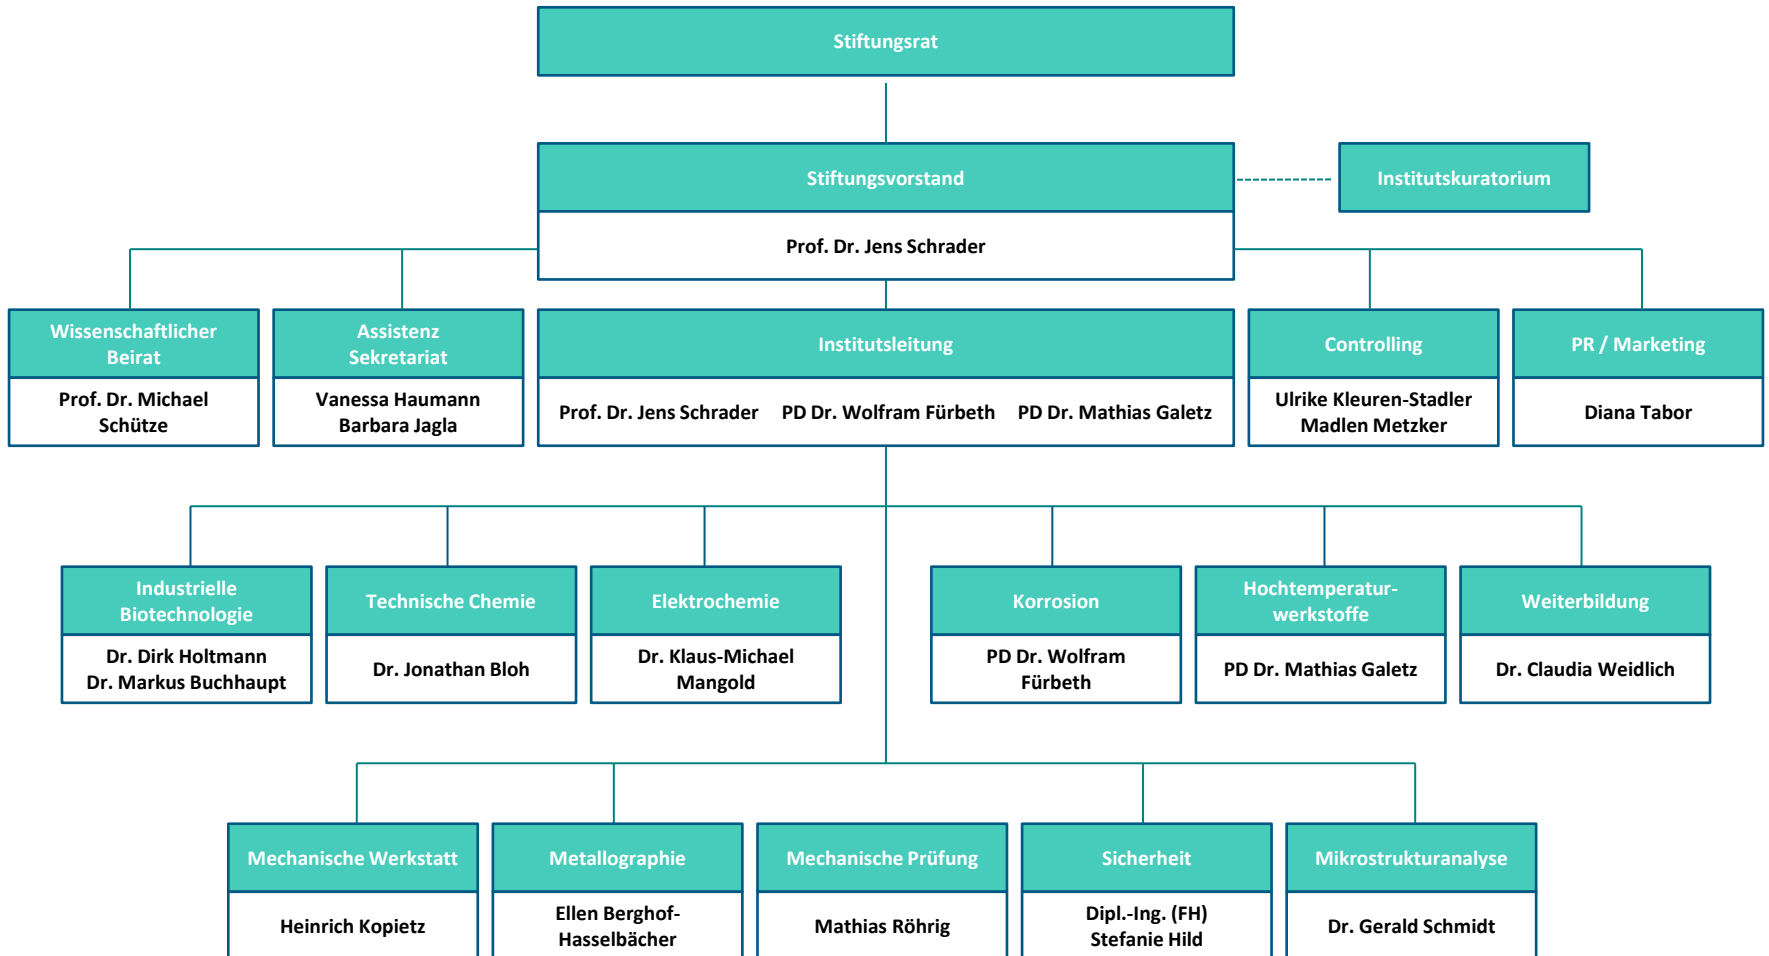 Stiftungsrat
Stiftungsvorstand
Institutskuratorium
Prof. Dr. Jens Schrader
Wissenschaftlicher
Beirat
Prof. Dr. Michael
Schütze
Assistenz
Sekretariat
Vanessa Haumann
Barbara Jagla
Institutsleitung
Prof. Dr. Jens Schrader PD Dr. Wolfram Fürbeth PD Dr. Mathias Galetz
Controlling
Ulrike Kleuren-Stadler
Madlen Metzker
PR / Marketing
Diana Tabor
Industrielle
Biotechnologie
Dr. Dirk Holtmann
Dr. Markus Buchhaupt
Technische Chemie
Dr. Jonathan Bloh
Elektrochemie
Dr. Klaus-Michael
Mangold
Korrosion
PD Dr. Wolfram
Fürbeth
Hochtemperatur-
werkstoffe
PD Dr. Mathias Galetz
Weiterbildung
Dr. Claudia Weidlich
Mechanische Werkstatt
Heinrich Kopietz
Metallographie
Ellen Berghof-
Hasselbächer
Mechanische Prüfung
Mathias Röhrig
Sicherheit
Dipl.-Ing. (FH)
Stefanie Hild
Mikrostrukturanalyse
Dr. Gerald Schmidt